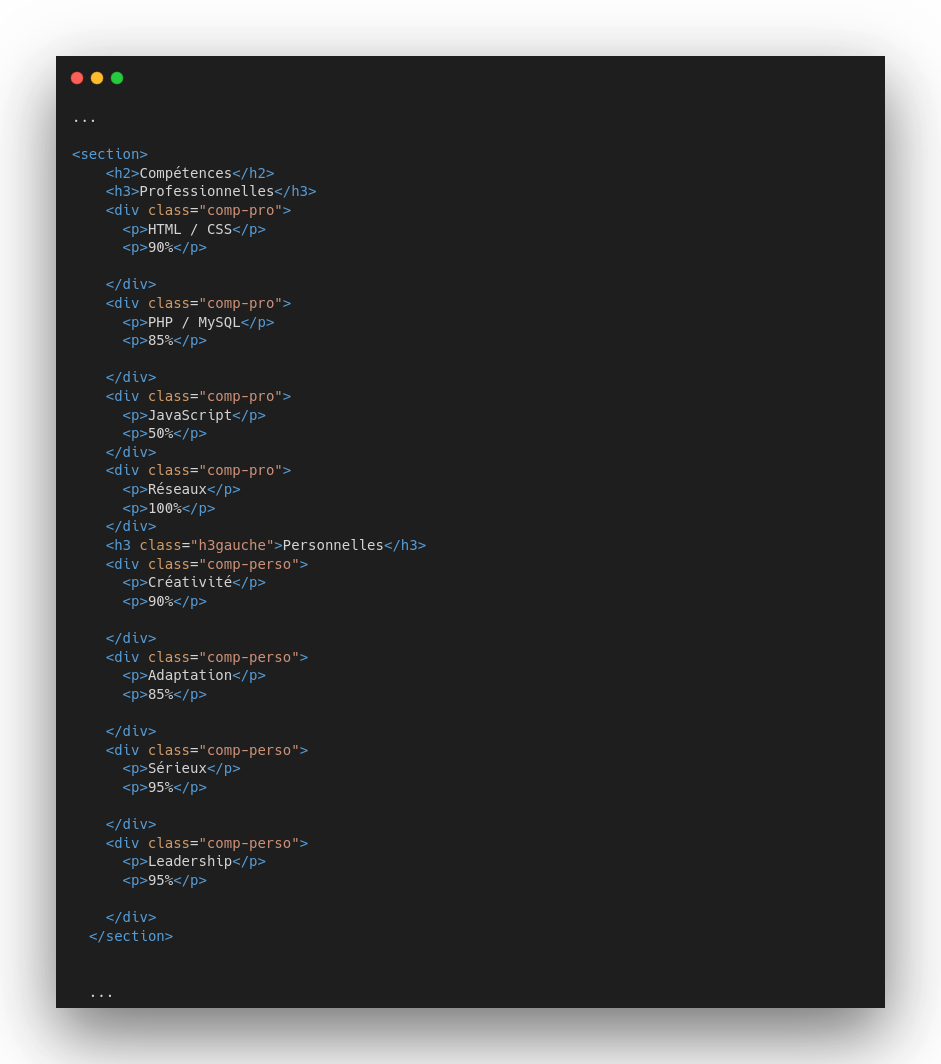 ...
<section>
<h2>Compétences</h2>
<h3>Professionnelles</h3>
<div class="comp-pro">
<p>HTML / CSS</p>
<p>90%</p>
</div>
<div class="comp-pro">
<p>PHP / MySQL</p>
<p>85%</p>
</div>
<div class="comp-pro">
<p>JavaScript</p>
<p>50%</p>
</div>
<div class="comp-pro">
<p>Réseaux</p>
<p>100%</p>
</div>
<h3 class="h3gauche">Personnelles</h3>
<div class="comp-perso">
<p>Créativité</p>
<p>90%</p>
</div>
<div class="comp-perso">
<p>Adaptation</p>
<p>85%</p>
</div>
<div class="comp-perso">
<p>Sérieux</p>
<p>95%</p>
</div>
<div class="comp-perso">
<p>Leadership</p>
<p>95%</p>
</div>
</section>
...